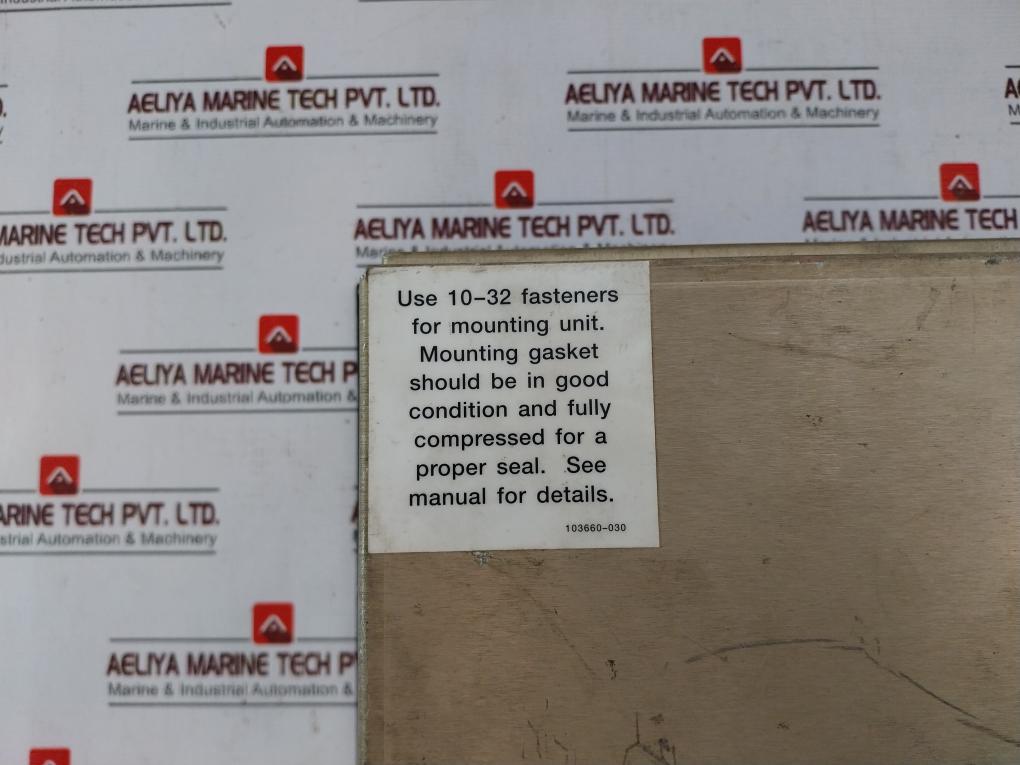 AELIYA MARINE TECH PVT. LTD.
Marine & Industrial Automation & Machinery
AELIYA MARINE TECH PVT. LTD.
Marine & Industrial Automation & Machinery
MARINE TECH PVT. LTD.
Automation & Machinery
AELIYA MARINE TECH PVT. LTD.
AELIYA MARINE TECH
Use 10-32 fasteners
for mounting unit.
Mounting gasket
should be in good
condition and fully
compressed for a
proper seal. See
manual for details.
103660-030
AELIYA MARINE TECH
Marine & Industrial Automation &
TECH PVT. LTD.
Automation & Machinery
AELIYA MARINE TECH
Marine & Industrial Automation &